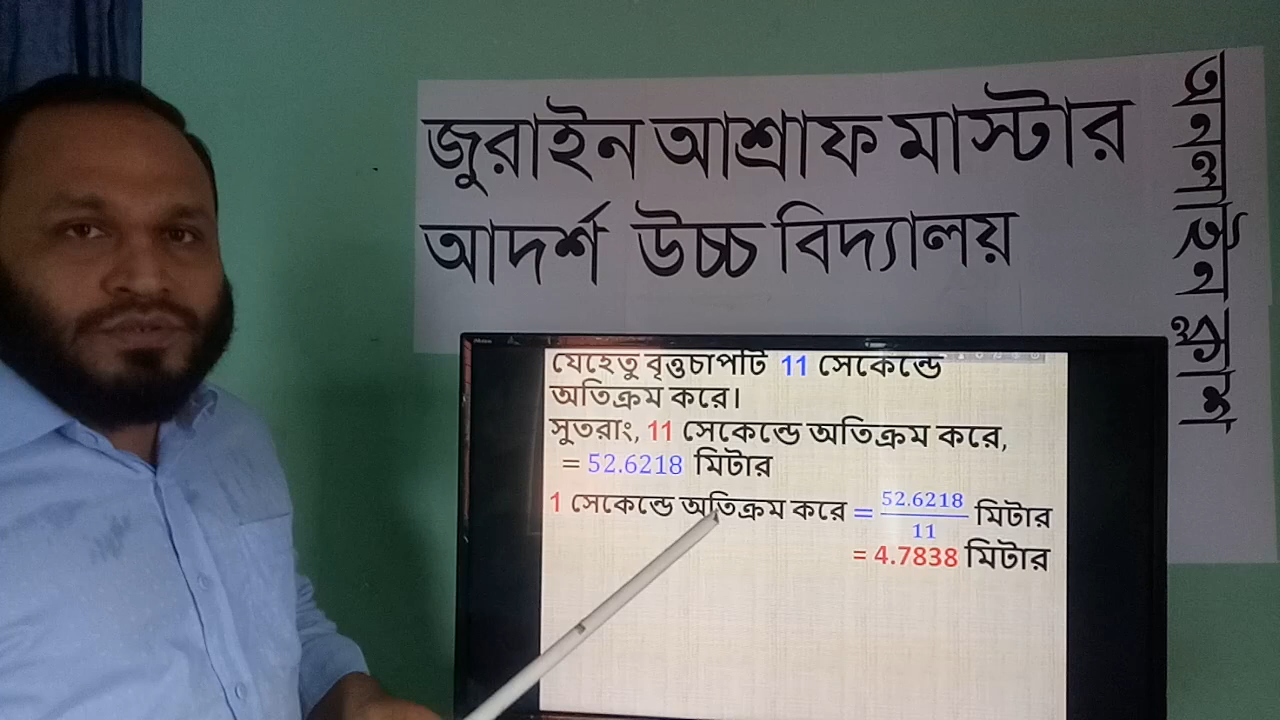 জুরাইন আশ্রাফ মাস্টার
আদর্শ উচ্চ বিদ্যালয়
অনলাইন ক্লাশ
যেহেতু বৃত্তচাপটি 11 সেকেন্ডে
অতিক্রম করে।
সুতরাং, 11 সেকেন্ডে অতিক্রম করে,
= 52.6218 মিটার
1 সেকেন্ডে অতিক্রম করে = 52.6218/11 মিটার
= 4.7838 মিটার